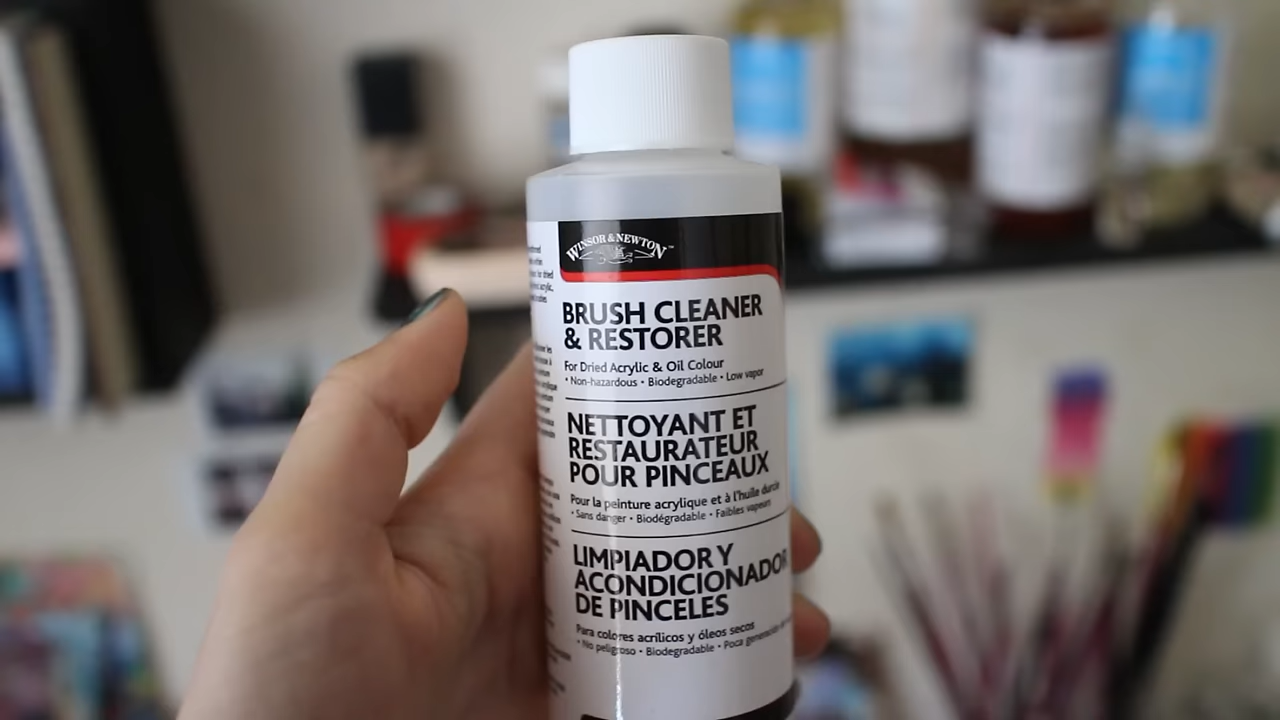 WINSOR & NEWTON™
BRUSH CLEANER
& RESTORER
For Dried Acrylic & Oil Colour
• Non-hazardous • Biodegradable • Low vapor
NETTOYANT ET
RESTAURATEUR
POUR PINCEAUX
Pour la peinture acrylique et à l'huile durcie
• Sans danger • Biodégradable • Faibles vapeurs
LIMPIADOR Y
ACONDICIONADOR
DE PINCELES
Para colores acrílicos y óleos secos
• No peligroso • Biodegradable • Poca generación de